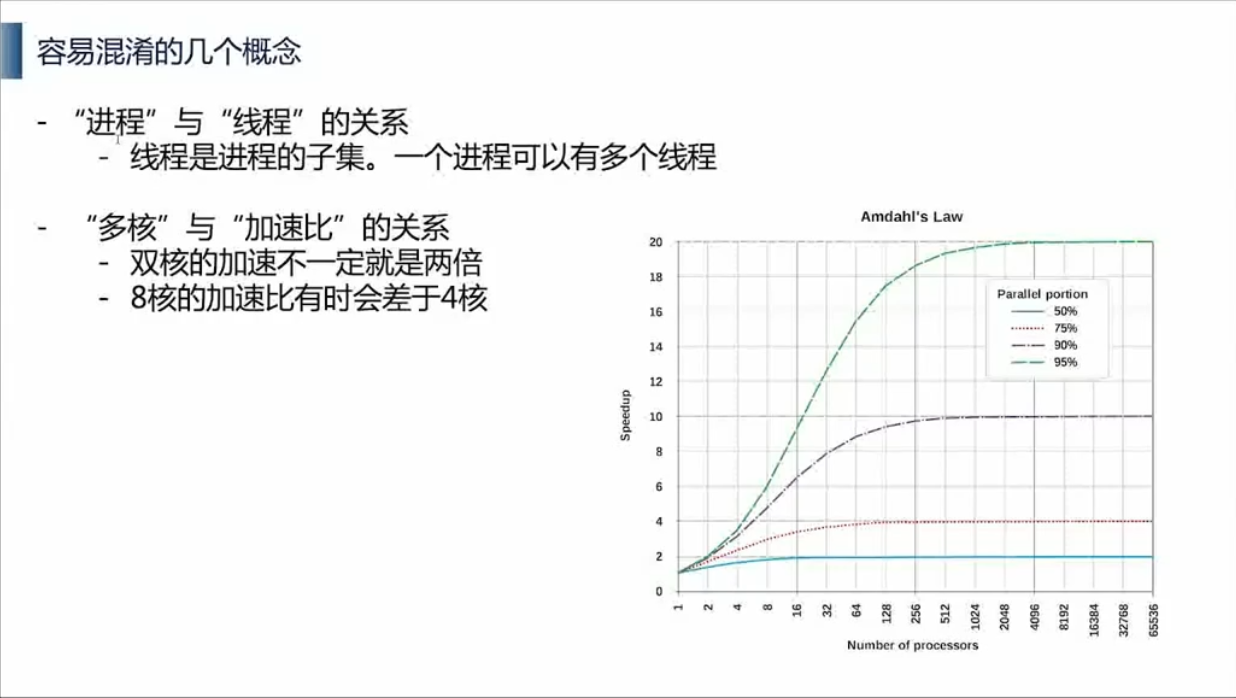 容易混淆的几个概念
- “进程”与“线程”的关系
- 线程是进程的子集。一个进程可以有多个线程
- “多核”与“加速比”的关系
- 双核的加速不一定就是两倍
- 8核的加速比有时会差于4核
Amdahl's Law
20
18
16
14
12
10
8
6
4
2
0
Speedup
Parallel portion
50%
75%
90%
95%
1 2 4 8 16 32 64 128 256 512 1024 2048 4096 8192 16384 32768 65536
Number of processors